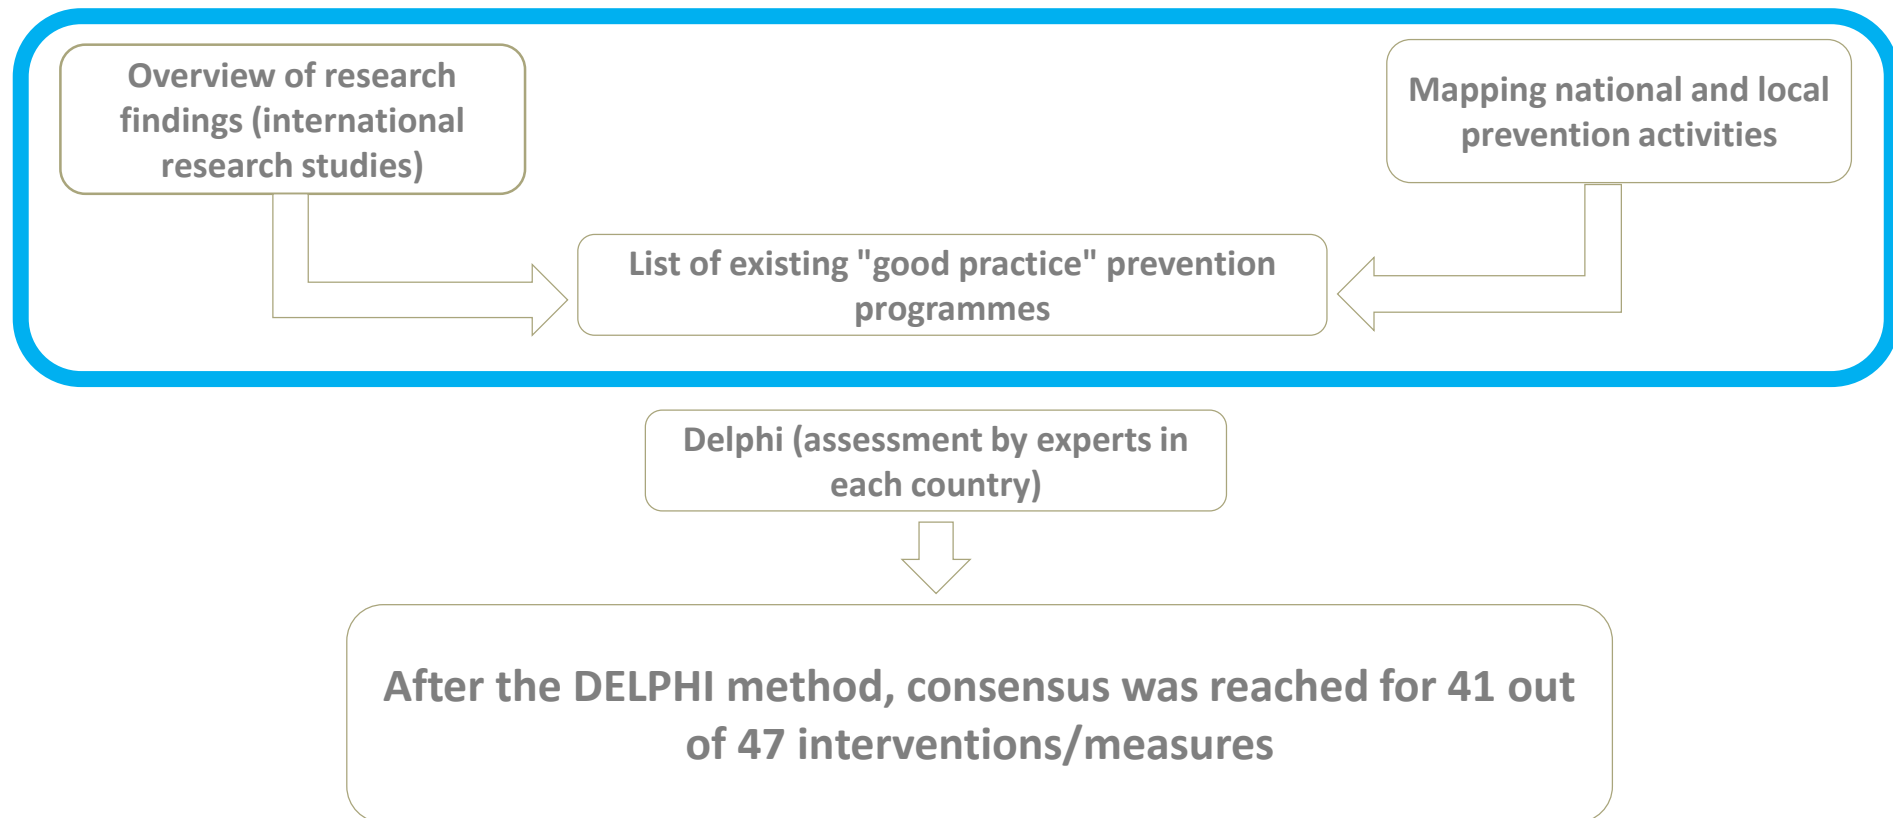 Overview of research
findings (international
research studies)
Mapping national and local
prevention activities
List of existing "good practice" prevention
programmes
Delphi (assessment by experts in
each country)
After the DELPHI method, consensus was reached for 41 out
of 47 interventions/measures